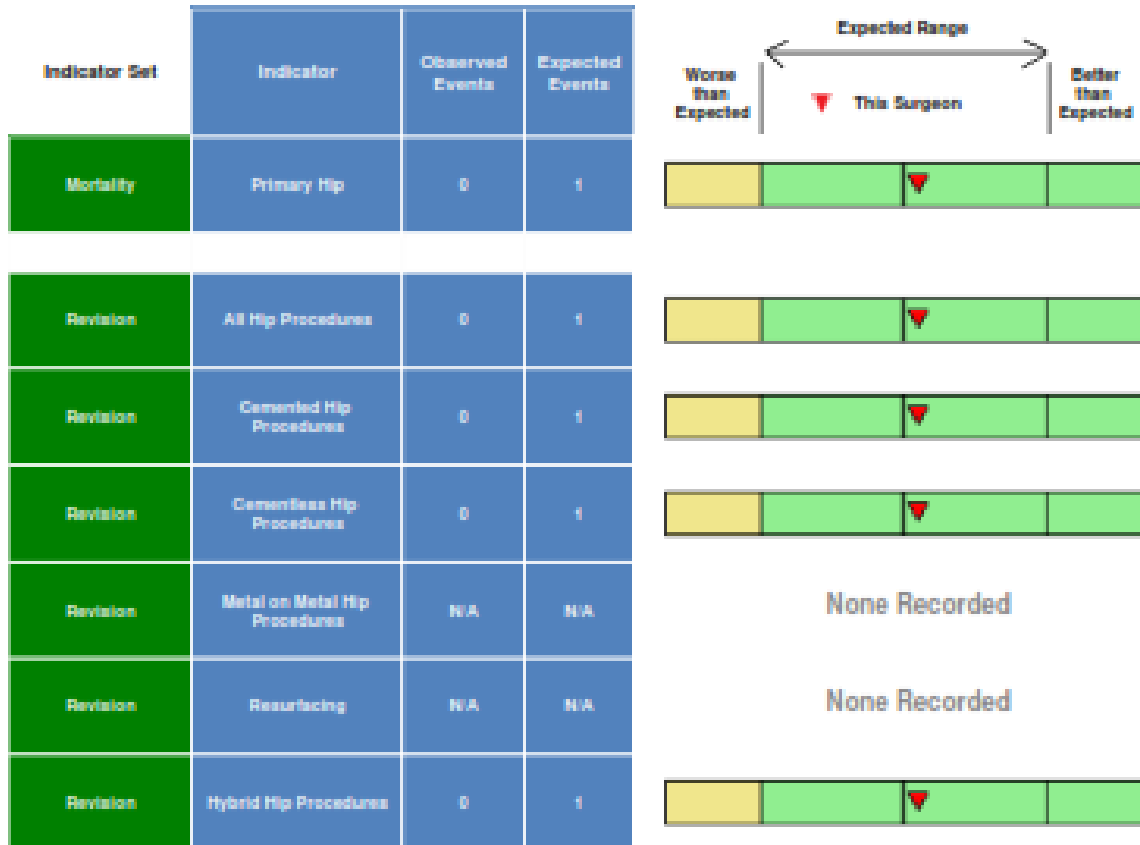 Indicator Set
Indicator
Observed
Events
Expected
Events
Expected Range
Worse
than
Expected
This Surgeon
Better
than
Expected
Mortality
Primary Hip
0
1
Revision
All Hip Procedures
0
1
Revision
Cemented Hip
Procedures
0
1
Revision
Cementless Hip
Procedures
0
1
Revision
Metal on Metal Hip
Procedures
N/A
N/A
None Recorded
Revision
Resurfacing
N/A
N/A
None Recorded
Revision
Hybrid Hip Procedures
0
1